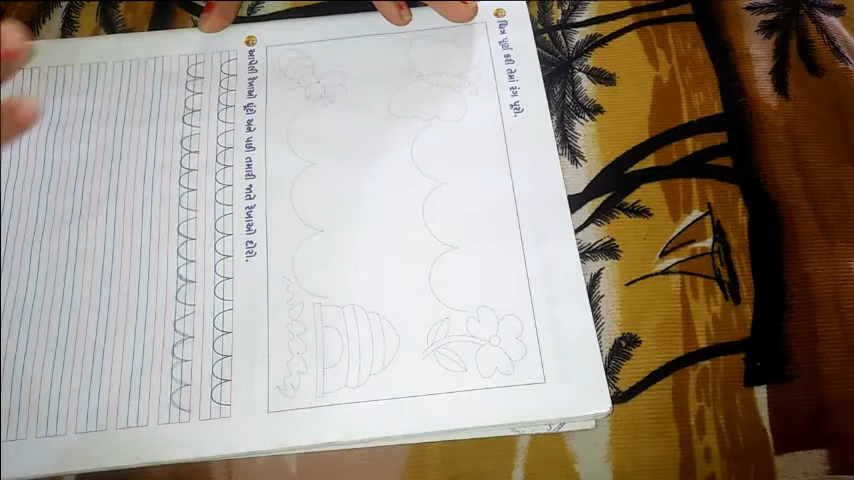 ચિત્ર પૂર્ણ કરી તેમાં રંગ પૂરો.
આપેલી રેખાઓ ઘૂંટો અને પછી તમારી જાતે રેખાઓ દોરો.